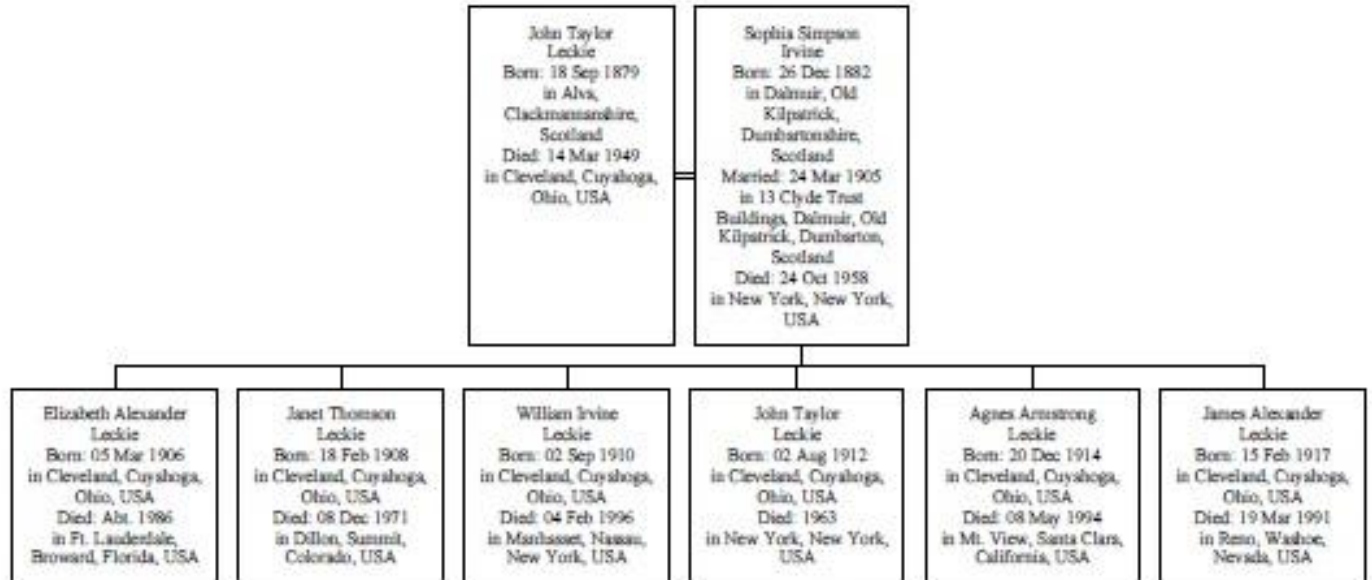 John Taylor
Leckie
Born: 18 Sep 1879
in Alva,
Clackmannanshire,
Scotland
Died: 14 Mar 1949
in Cleveland, Cuyahoga,
Ohio, USA
Sophia Simpson
Irvine
Born: 26 Dec 1882
in Dalmuir, Old
Kilpatrick,
Dumbartonshire,
Scotland
Married: 24 Mar 1905
in 13 Clyde Trust
Buildings, Dalmuir, Old
Kilpatrick, Dumbarton,
Scotland
Died: 24 Oct 1958
in New York, New York,
USA
Elizabeth Alexander
Leckie
Born: 05 Mar 1906
in Cleveland, Cuyahoga,
Ohio, USA
Died: Abt. 1986
in Ft. Lauderdale,
Broward, Florida, USA
Janet Thomson
Leckie
Born: 18 Feb 1908
in Cleveland, Cuyahoga,
Ohio, USA
Died: 08 Dec 1971
in Dillon, Summit,
Colorado, USA
William Irvine
Leckie
Born: 02 Sep 1910
in Cleveland, Cuyahoga,
Ohio, USA
Died: 04 Feb 1996
in Manhasset, Nassau,
New York, USA
John Taylor
Leckie
Born: 02 Aug 1912
in Cleveland, Cuyahoga,
Ohio, USA
Died: 1963
in New York, New York,
USA
Agnes Armstrong
Leckie
Born: 20 Dec 1914
in Cleveland, Cuyahoga,
Ohio, USA
Died: 08 May 1994
in Mt. View, Santa Clara,
California, USA
James Alexander
Leckie
Born: 15 Feb 1917
in Cleveland, Cuyahoga,
Ohio, USA
Died: 19 Mar 1991
in Reno, Washoe,
Nevada, USA